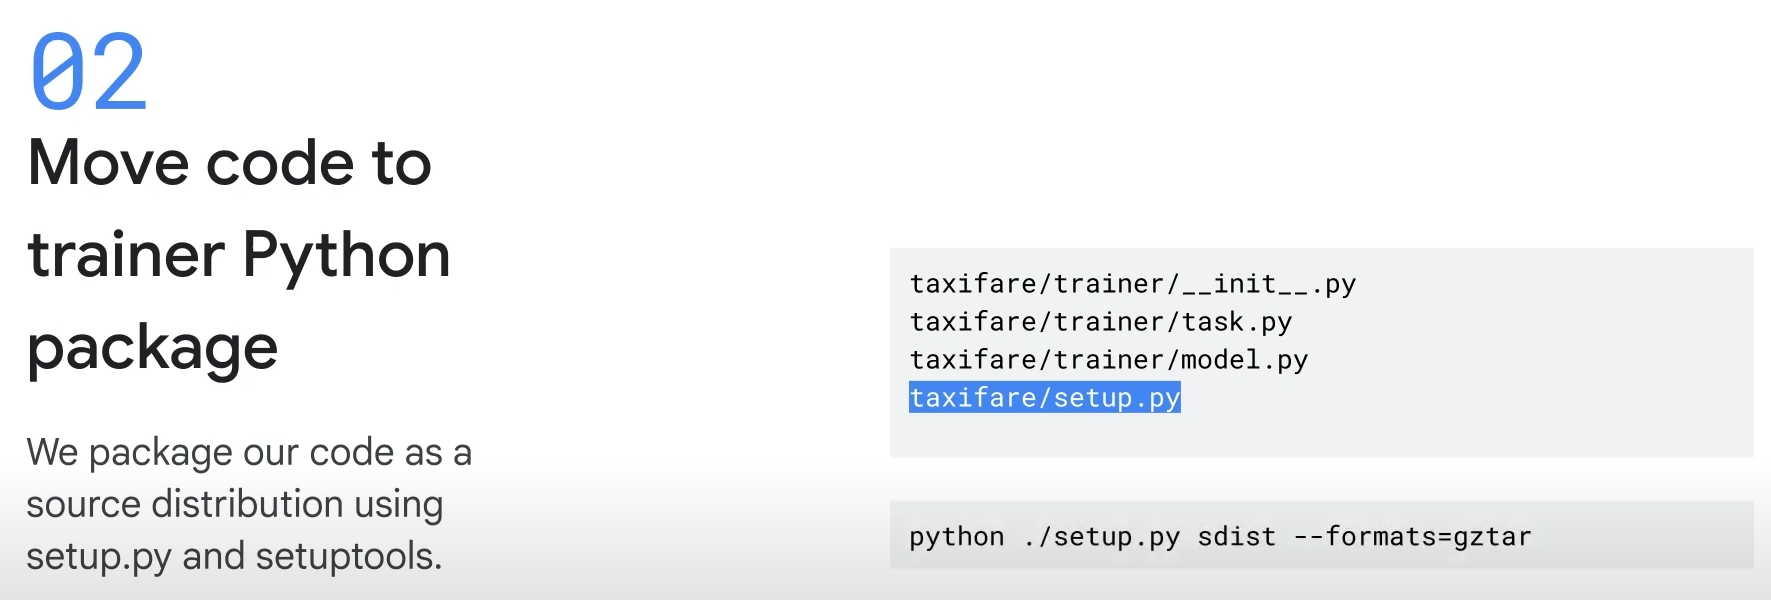 02
Move code to
trainer Python
package
We package our code as a
source distribution using
setup.py and setuptools.
taxifare/trainer/__init__.py
taxifare/trainer/task.py
taxifare/trainer/model.py
taxifare/setup.py
python ./setup.py sdist --formats=gztar